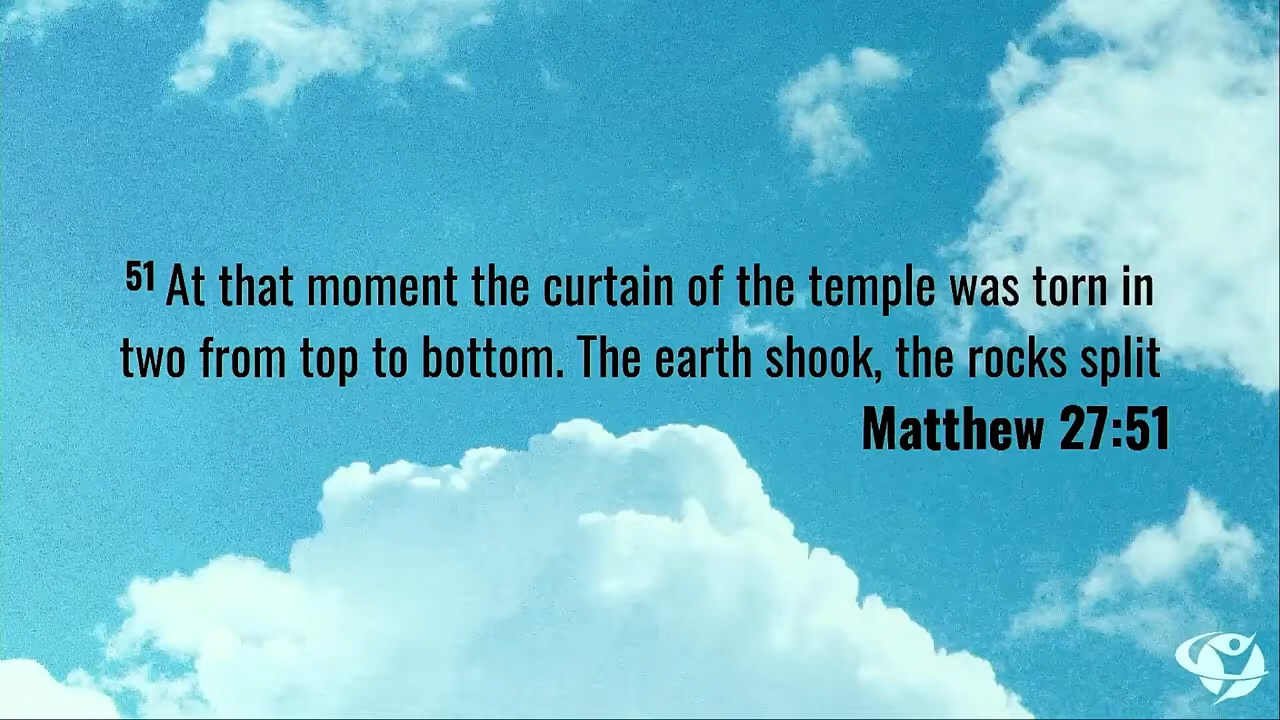 51 At that moment the curtain of the temple was torn in
two from top to bottom. The earth shook, the rocks split
Matthew 27:51